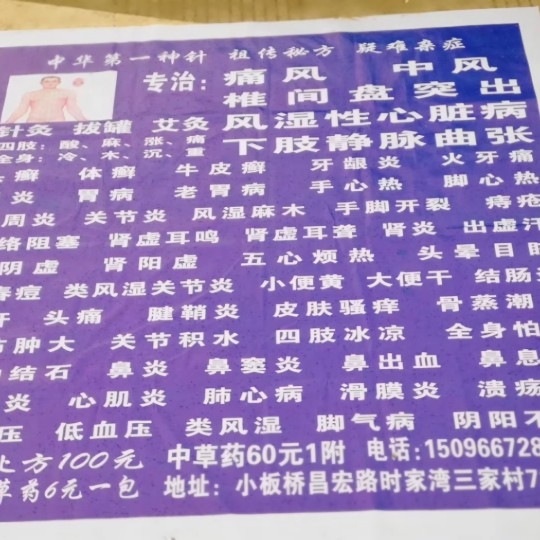 中华第一种针 祖传秘方 疑难杂症
专治：痛风 中风
椎间盘突出
针灸 拔罐 艾灸 风湿性心脏病
四肢：酸、麻、涨、痛
全身：冷、木、沉、重 下肢静脉曲张
癣 体癣 牛皮癣 牙龈炎 火牙痛
炎 胃病 老胃病 手心热 脚心热
周炎 关节炎 风湿麻木 手脚开裂 痔疮
络阻塞 肾虚耳鸣 肾虚耳聋 肾炎 出虚汗
阴虚 肾阳虚 五心烦热 头晕目
痘 类风湿关节炎 小便黄 大便干 结肠
头痛 腱鞘炎 皮肤骚痒 骨蒸潮
肿大 关节积水 四肢冰凉 全身怕
结石 鼻炎 鼻窦炎 鼻出血 鼻息
炎 心肌炎 肺心病 滑膜炎 溃疡
压 低血压 类风湿 脚气病 阴阳不
上方100元 中草药60元1附 电话：150966728
草药6元一包 地址：小板桥昌宏路时家湾三家村7